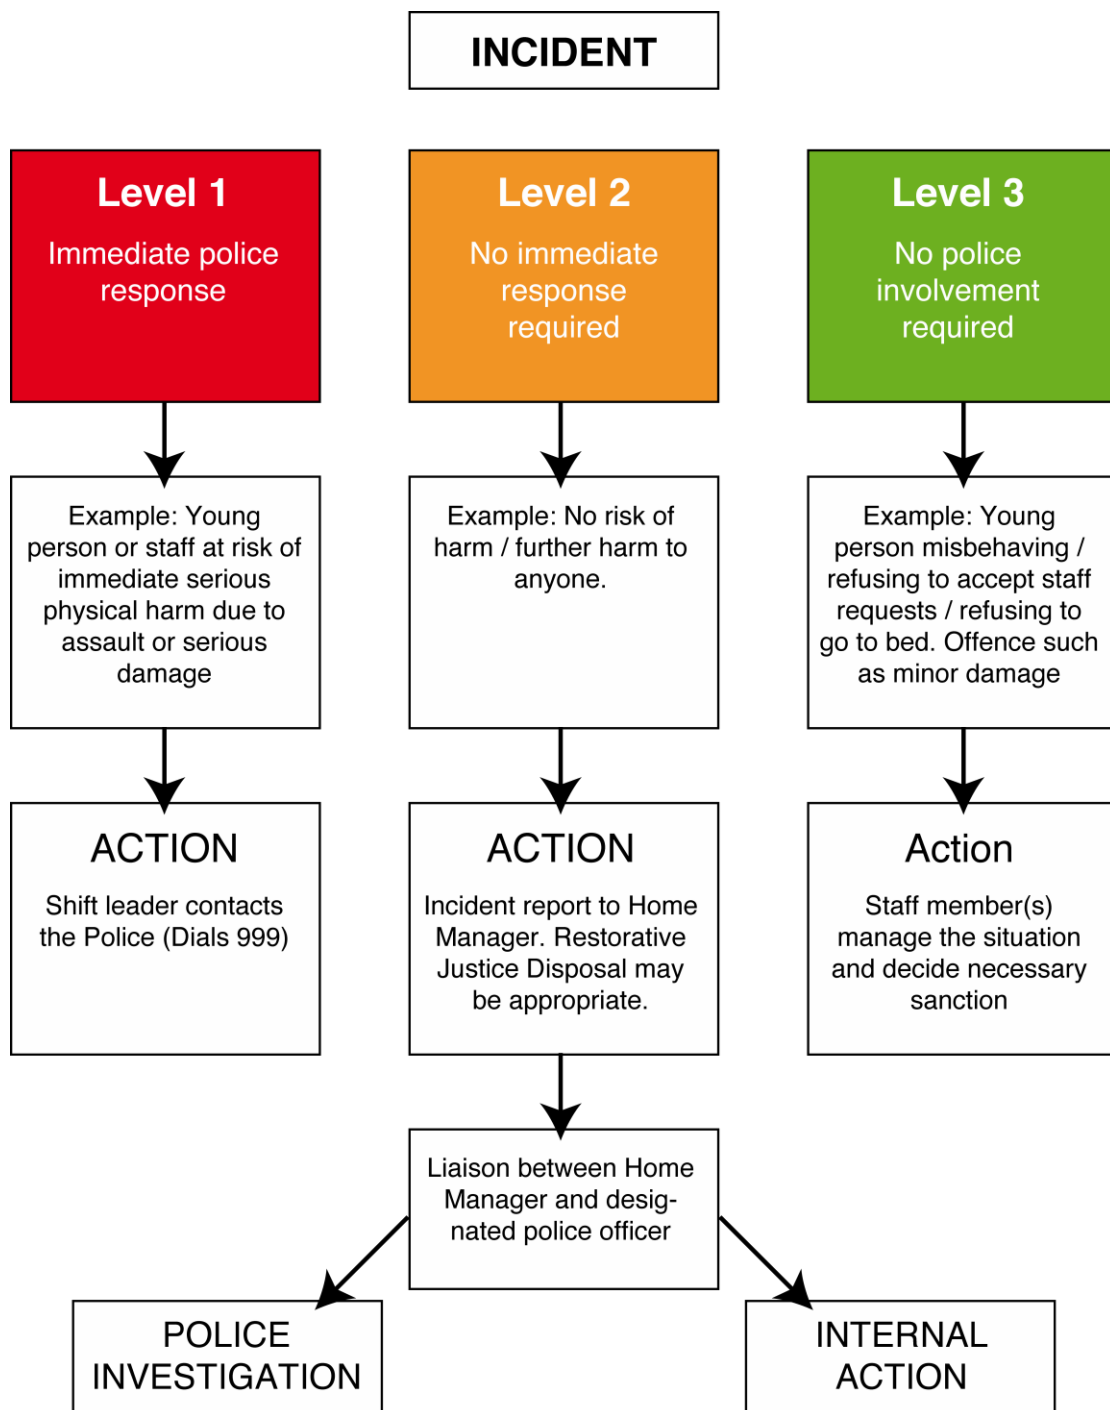 INCIDENT
Level 1
Immediate police
response
Level 2
No immediate
response
required
Level 3
No police
involvement
required
Example: Young
person or staff at risk of
immediate serious
physical harm due to
assault or serious
damage
Example: No risk of
harm / further harm to
anyone.
Example: Young
person misbehaving /
refusing to accept staff
requests / refusing to
go to bed. Offence such
as minor damage
ACTION
Shift leader contacts
the Police (Dials 999)
ACTION
Incident report to Home
Manager. Restorative
Justice Disposal may
be appropriate.
Action
Staff member(s)
manage the situation
and decide necessary
sanction
Liaison between Home
Manager and desig-
nated police officer
POLICE
INVESTIGATION
INTERNAL
ACTION